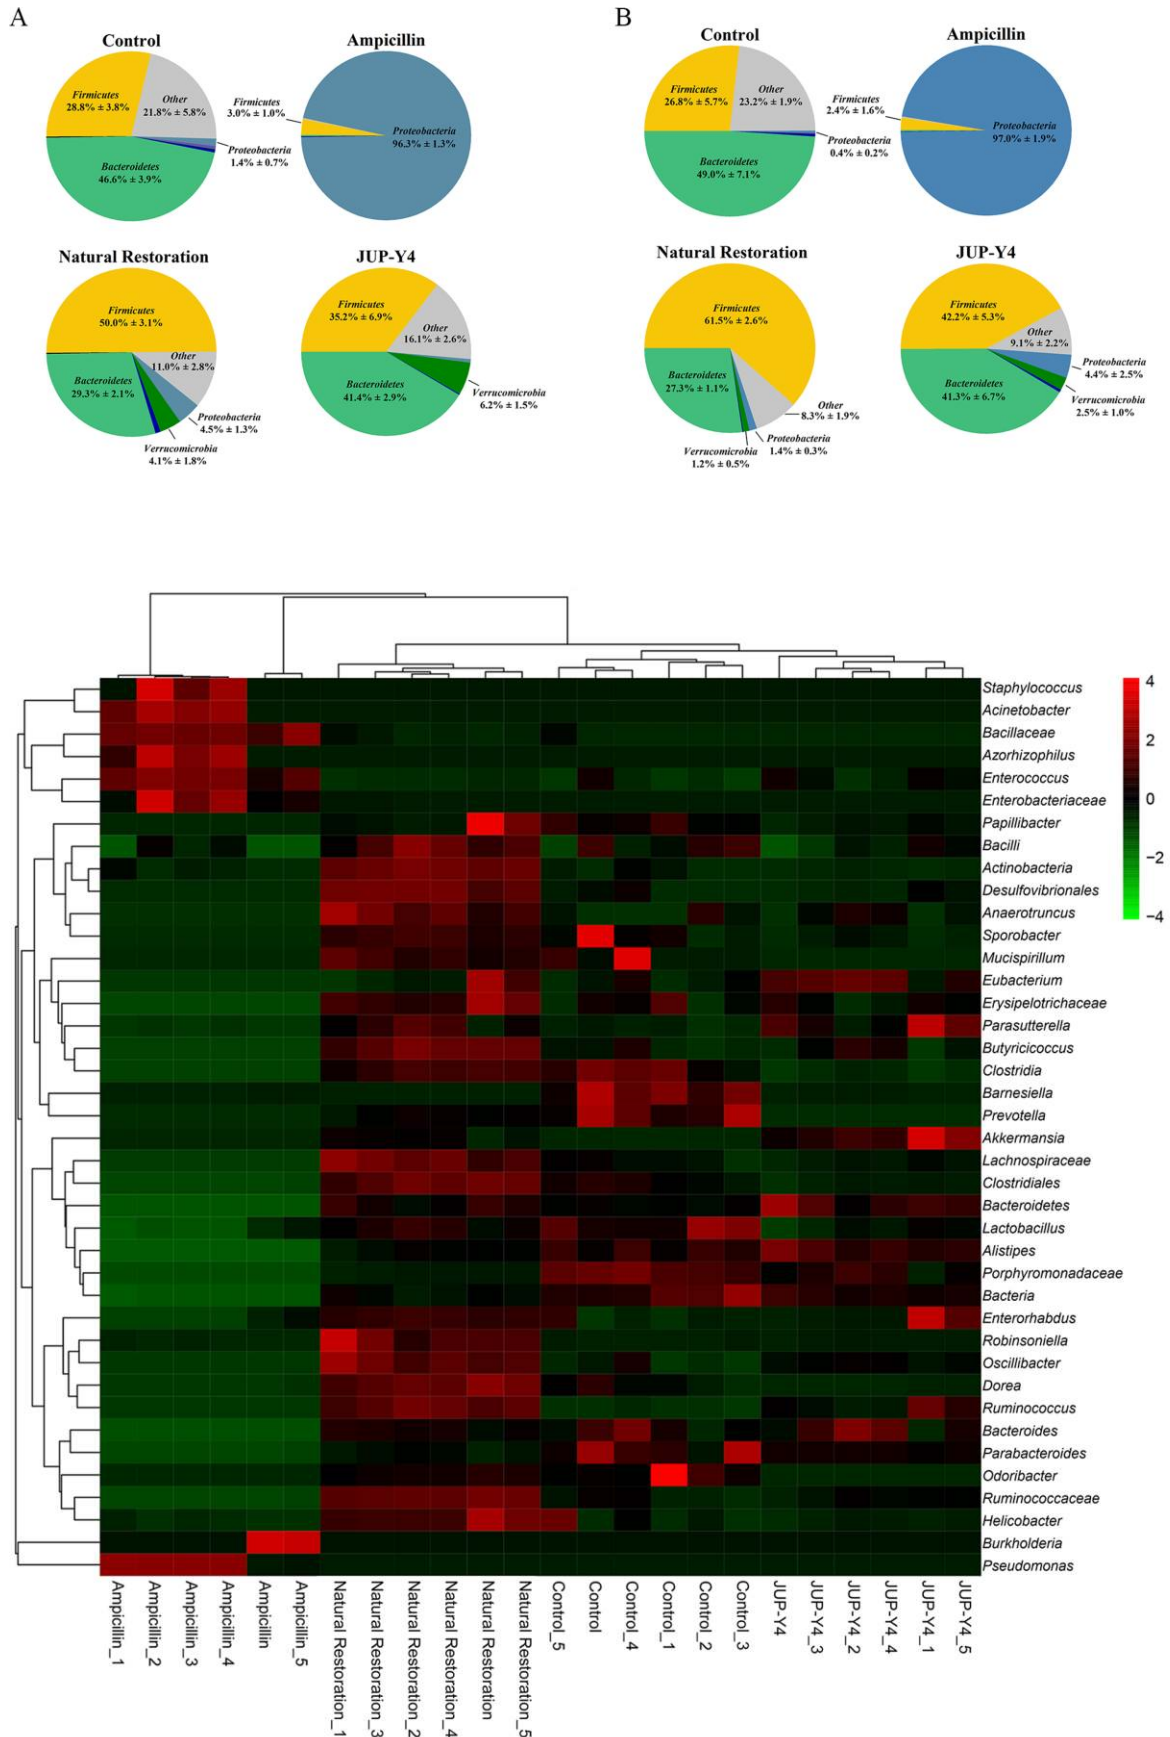 A
Control
Firmicutes
28.8% ± 3.8%
Other
21.8% ± 5.8%
Proteobacteria
1.4% ± 0.7%
Bacteroidetes
46.6% ± 3.9%
Ampicillin
Firmicutes
3.0% ± 1.0%
Proteobacteria
96.3% ± 1.3%
Natural Restoration
Firmicutes
50.0% ± 3.1%
Other
11.0% ± 2.8%
Bacteroidetes
29.3% ± 2.1%
Proteobacteria
4.5% ± 1.3%
Verrucomicrobia
4.1% ± 1.8%
JUP-Y4
Firmicutes
35.2% ± 6.9%
Other
16.1% ± 2.6%
Bacteroidetes
41.4% ± 2.9%
Verrucomicrobia
6.2% ± 1.5%
B
Control
Firmicutes
26.8% ± 5.7%
Other
23.2% ± 1.9%
Proteobacteria
0.4% ± 0.2%
Bacteroidetes
49.0% ± 7.1%
Ampicillin
Firmicutes
2.4% ± 1.6%
Proteobacteria
97.0% ± 1.9%
Natural Restoration
Firmicutes
61.5% ± 2.6%
Bacteroidetes
27.3% ± 1.1%
Other
8.3% ± 1.9%
Proteobacteria
1.4% ± 0.3%
Verrucomicrobia
1.2% ± 0.5%
JUP-Y4
Firmicutes
42.2% ± 5.3%
Other
9.1% ± 2.2%
Proteobacteria
4.4% ± 2.5%
Bacteroidetes
41.3% ± 6.7%
Verrucomicrobia
2.5% ± 1.0%
Staphylococcus
Acinetobacter
Bacillaceae
Azorhizophilus
Enterococcus
Enterobacteriaceae
Papillibacter
Bacilli
Actinobacteria
Desulfovibrionales
Anaerotruncus
Sporobacter
Mucispirillum
Eubacterium
Erysipelotrichaceae
Parasutterella
Butyricicoccus
Clostridia
Barnesiella
Prevotella
Akkermansia
Lachnospiraceae
Clostridiales
Bacteroidetes
Lactobacillus
Alistipes
Porphyromonadaceae
Bacteria
Enterorhabdus
Robinsoniella
Oscillibacter
Dorea
Ruminococcus
Bacteroides
Parabacteroides
Odoribacter
Ruminococcaceae
Helicobacter
Burkholderia
Pseudomonas
4
2
0
−2
−4
Ampicillin_1
Ampicillin_2
Ampicillin_3
Ampicillin_4
Ampicillin
Ampicillin_5
Natural Restoration_1
Natural Restoration_3
Natural Restoration_2
Natural Restoration_4
Natural Restoration
Natural Restoration_5
Control_5
Control
Control_4
Control_1
Control_2
Control_3
JUP-Y4
JUP-Y4_3
JUP-Y4_2
JUP-Y4_4
JUP-Y4_1
JUP-Y4_5